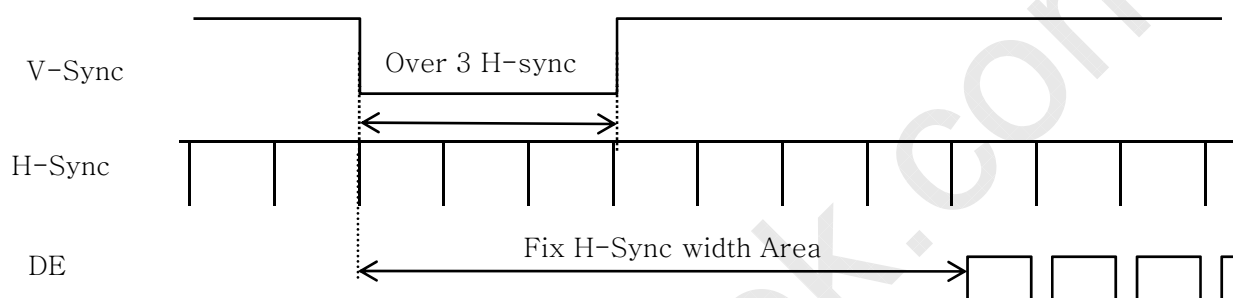 V-Sync
Over 3 H-sync
H-Sync
DE
Fix H-Sync width Area